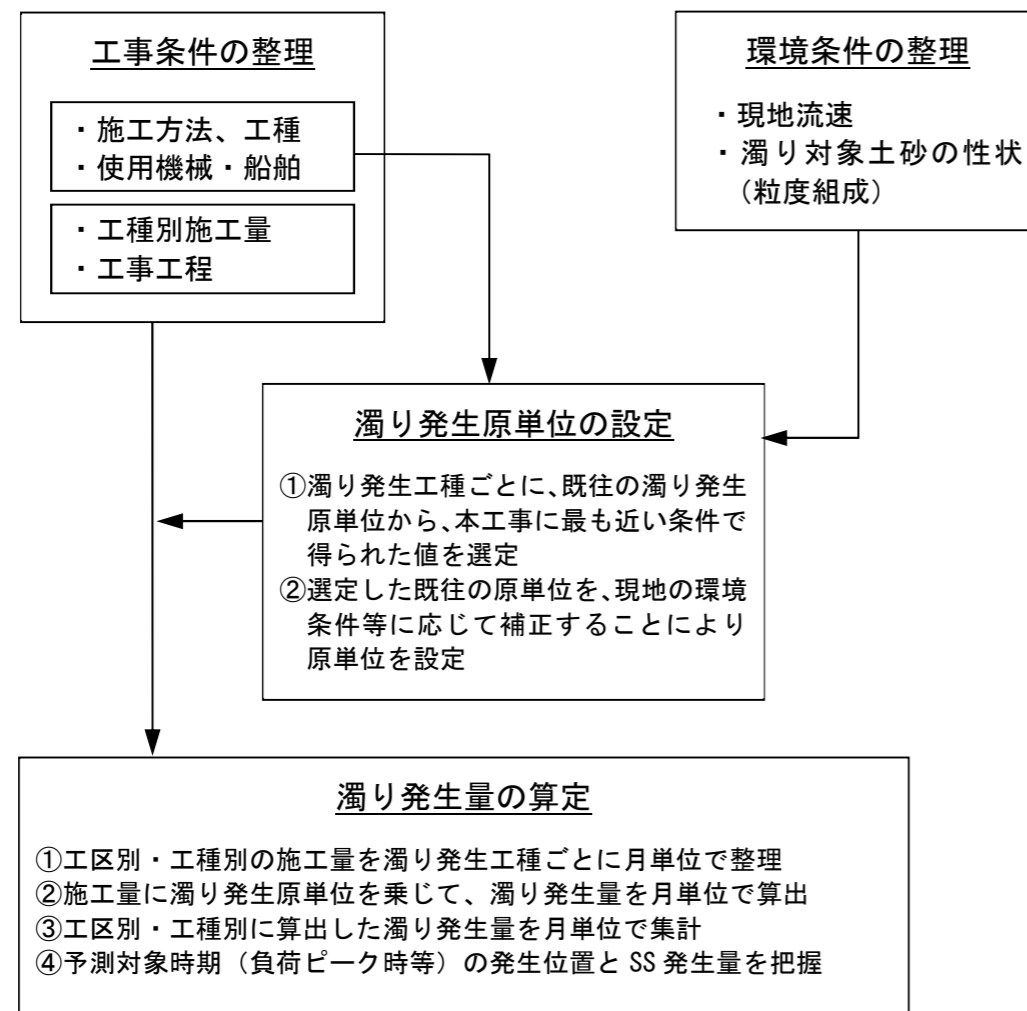 工事条件の整理
・施工方法、工種
・使用機械・船舶
・工種別施工量
・工事工程
環境条件の整理
・現地流速
・濁り対象土砂の性状
(粒度組成)
濁り発生原単位の設定
①濁り発生工種ごとに、既往の濁り発生
原単位から、本工事に最も近い条件で
得られた値を選定
②選定した既往の原単位を、現地の環境
条件等に応じて補正することにより
原単位を設定
濁り発生量の算定
①工区別・工種別の施工量を濁り発生工種ごとに月単位で整理
②施工量に濁り発生原単位を乗じて、濁り発生量を月単位で算出
③工区別・工種別に算出した濁り発生量を月単位で集計
④予測対象時期（負荷ピーク時等）の発生位置と SS 発生量を把握